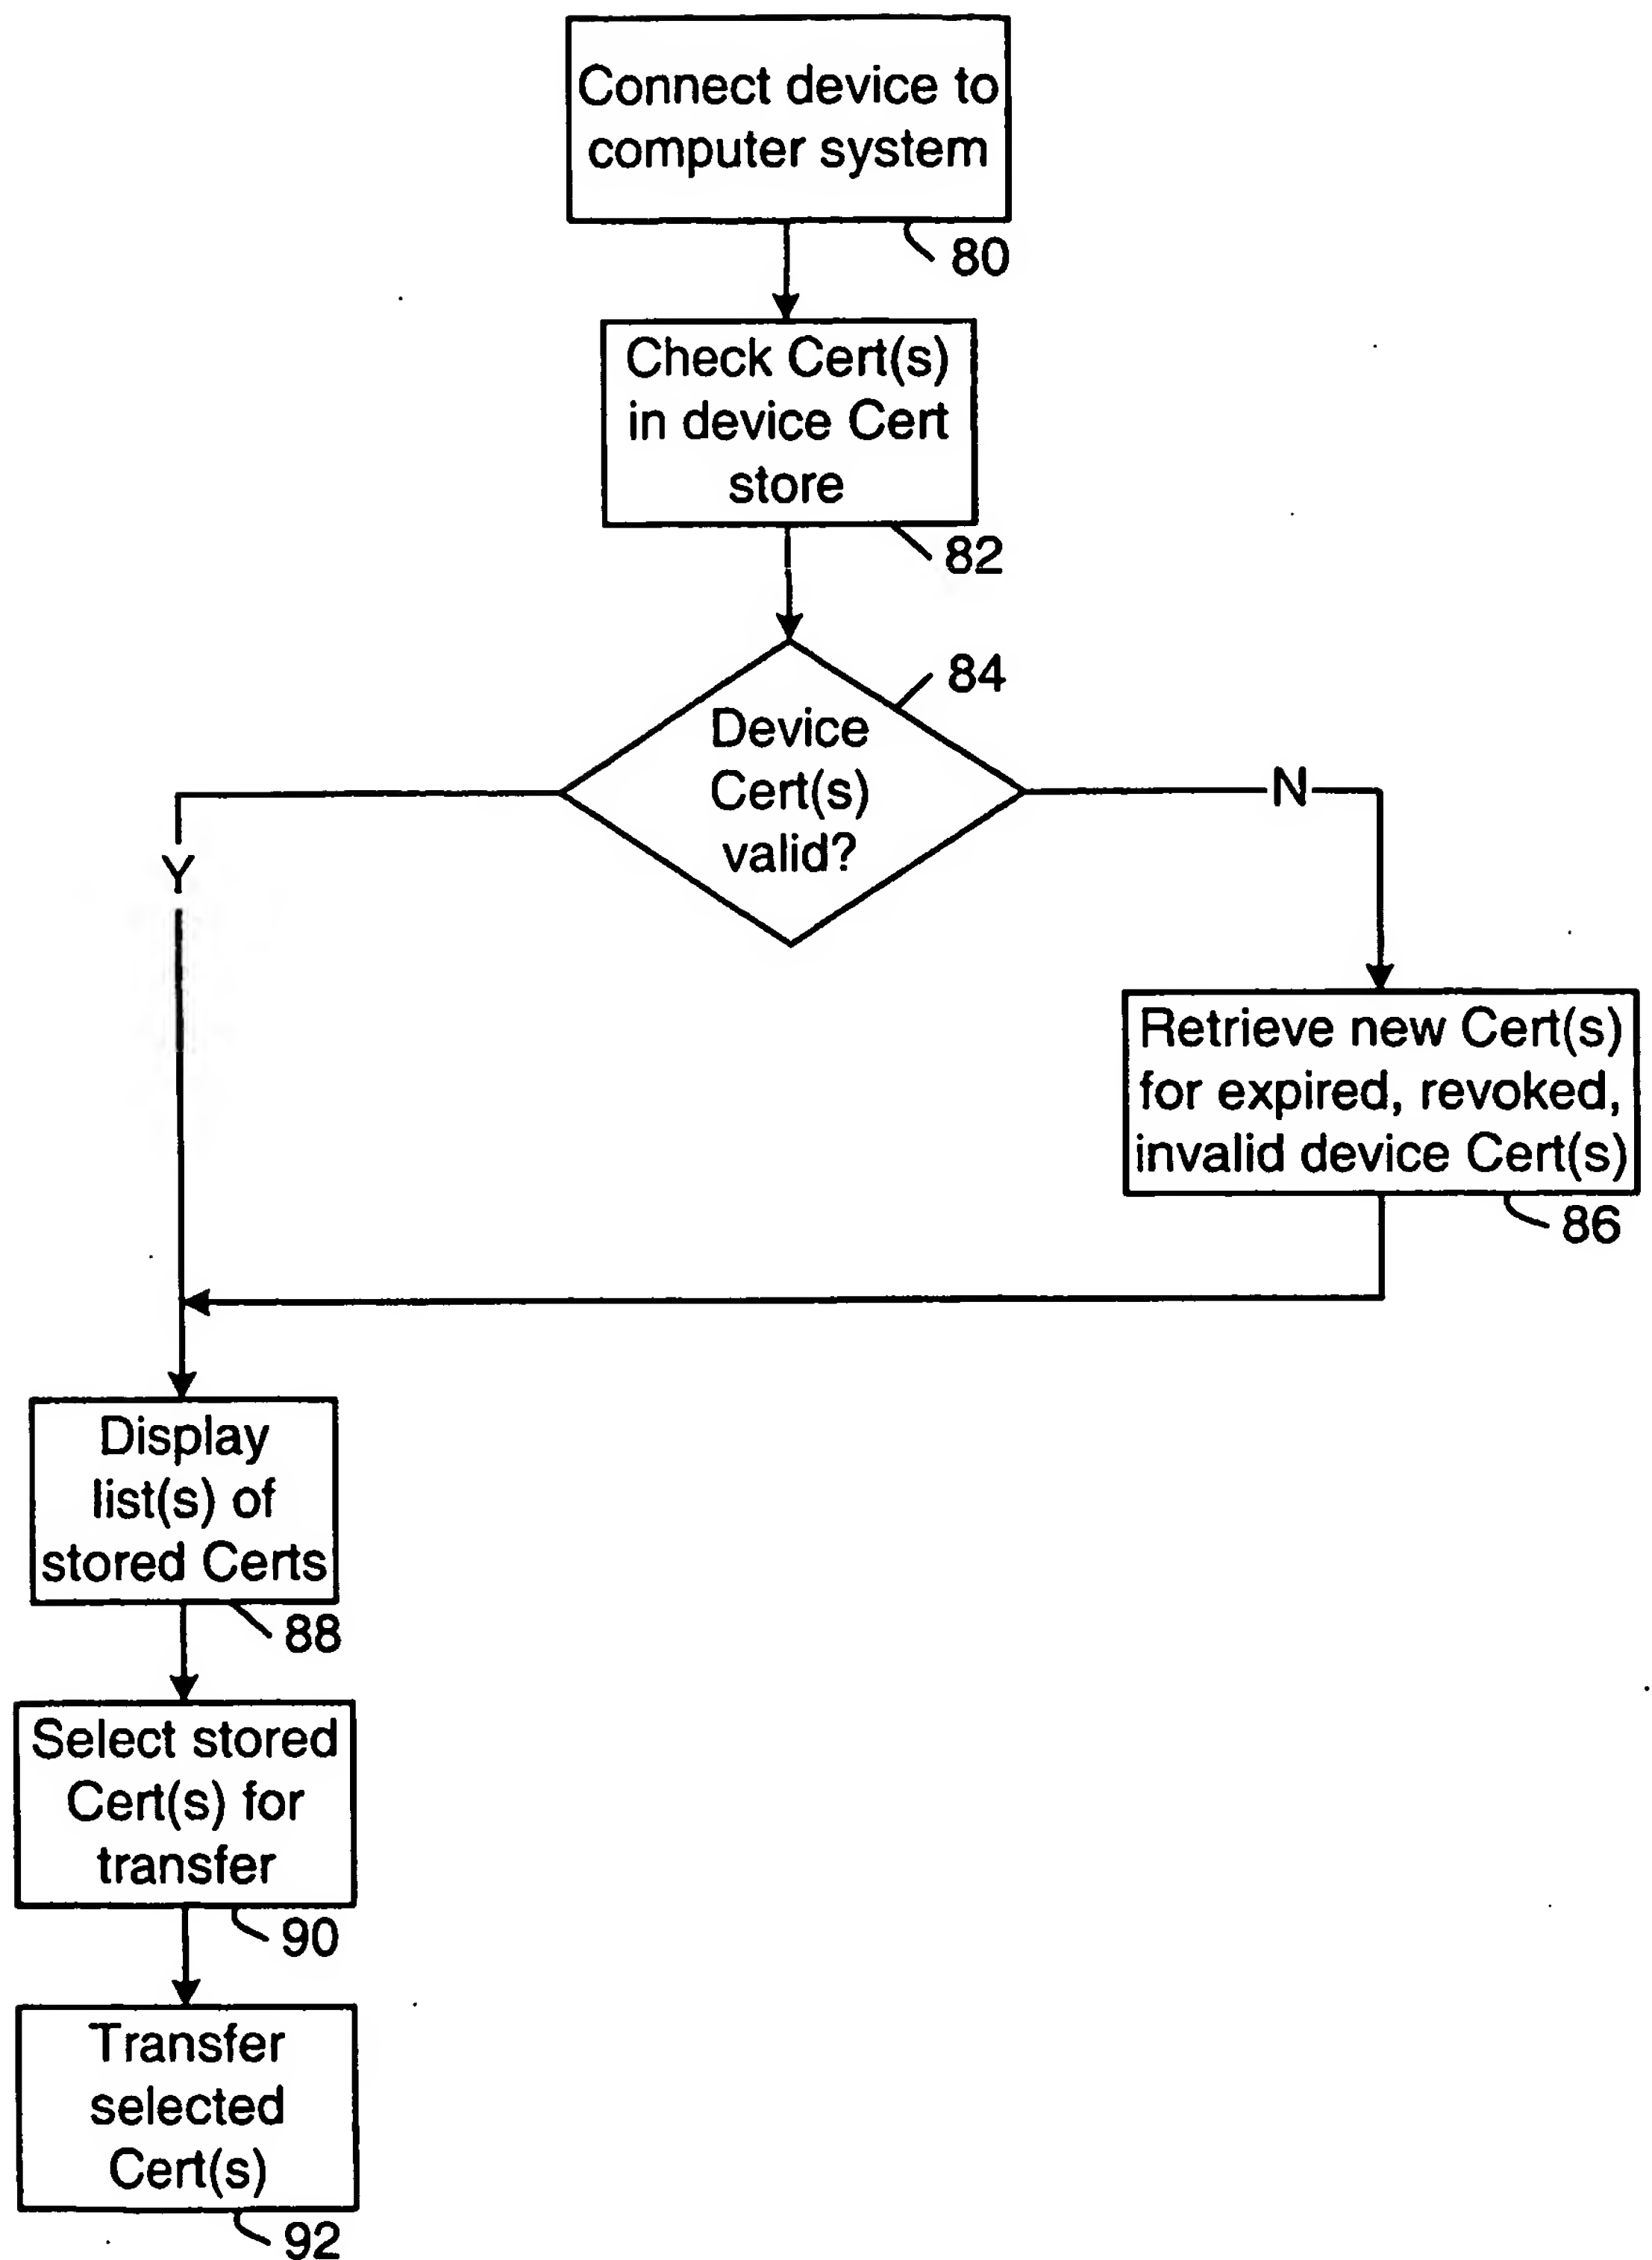 Connect device to
computer system
80
Check Cert(s)
in device Cert
store
82
84
Device
Cert(s)
valid?
N
Y
Retrieve new Cert(s)
for expired, revoked,
invalid device Cert(s)
86
Display
list(s) of
stored Certs
88
Select stored
Cert(s) for
transfer
90
Transfer
selected
Cert(s)
92